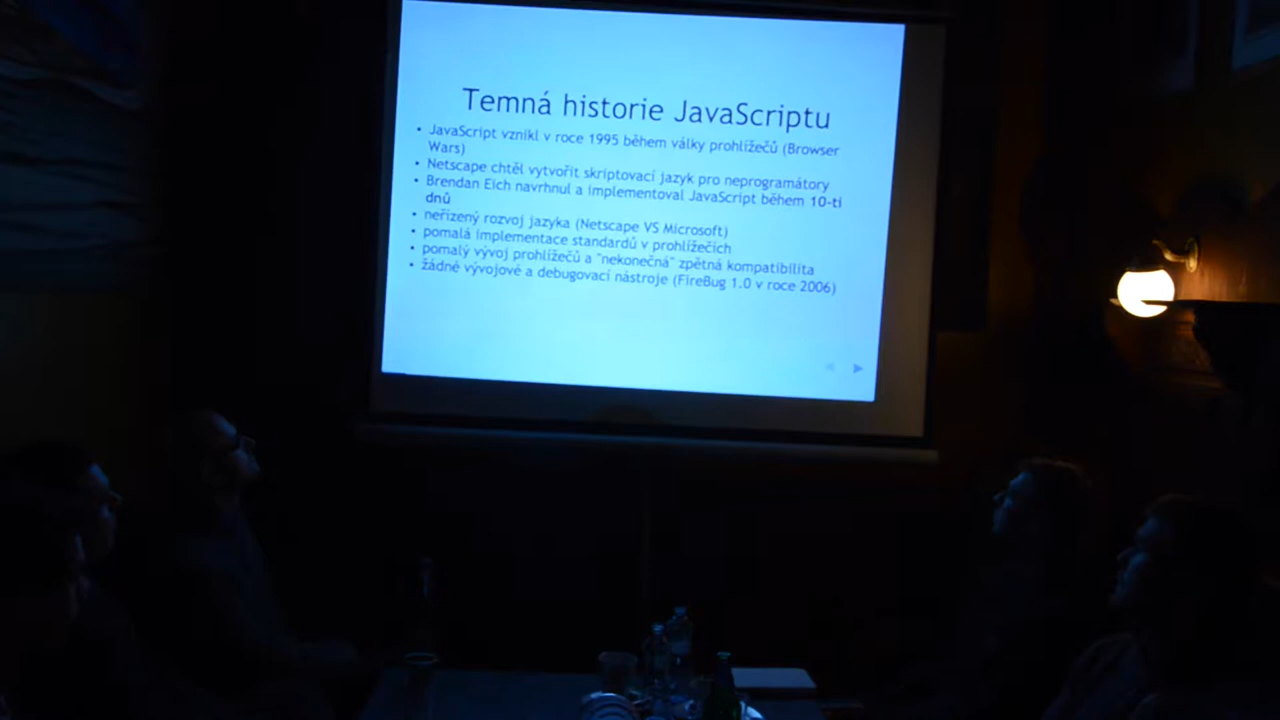 Temná historie JavaScriptu
• JavaScript vznikl v roce 1995 během války prohlížečů (Browser
Wars)
• Netscape chtěl vytvořit skriptovací jazyk pro neprogramátory
• Brendan Eich navrhnul a implementoval JavaScript během 10-ti
dnů
• neřízený rozvoj jazyka (Netscape VS Microsoft)
• pomalá implementace standardů v prohlížečích
• pomalý vývoj prohlížečů a "nekonečná" zpětná kompatibilita
• žádné vývojové a debugovací nástroje (FireBug 1.0 v roce 2006)